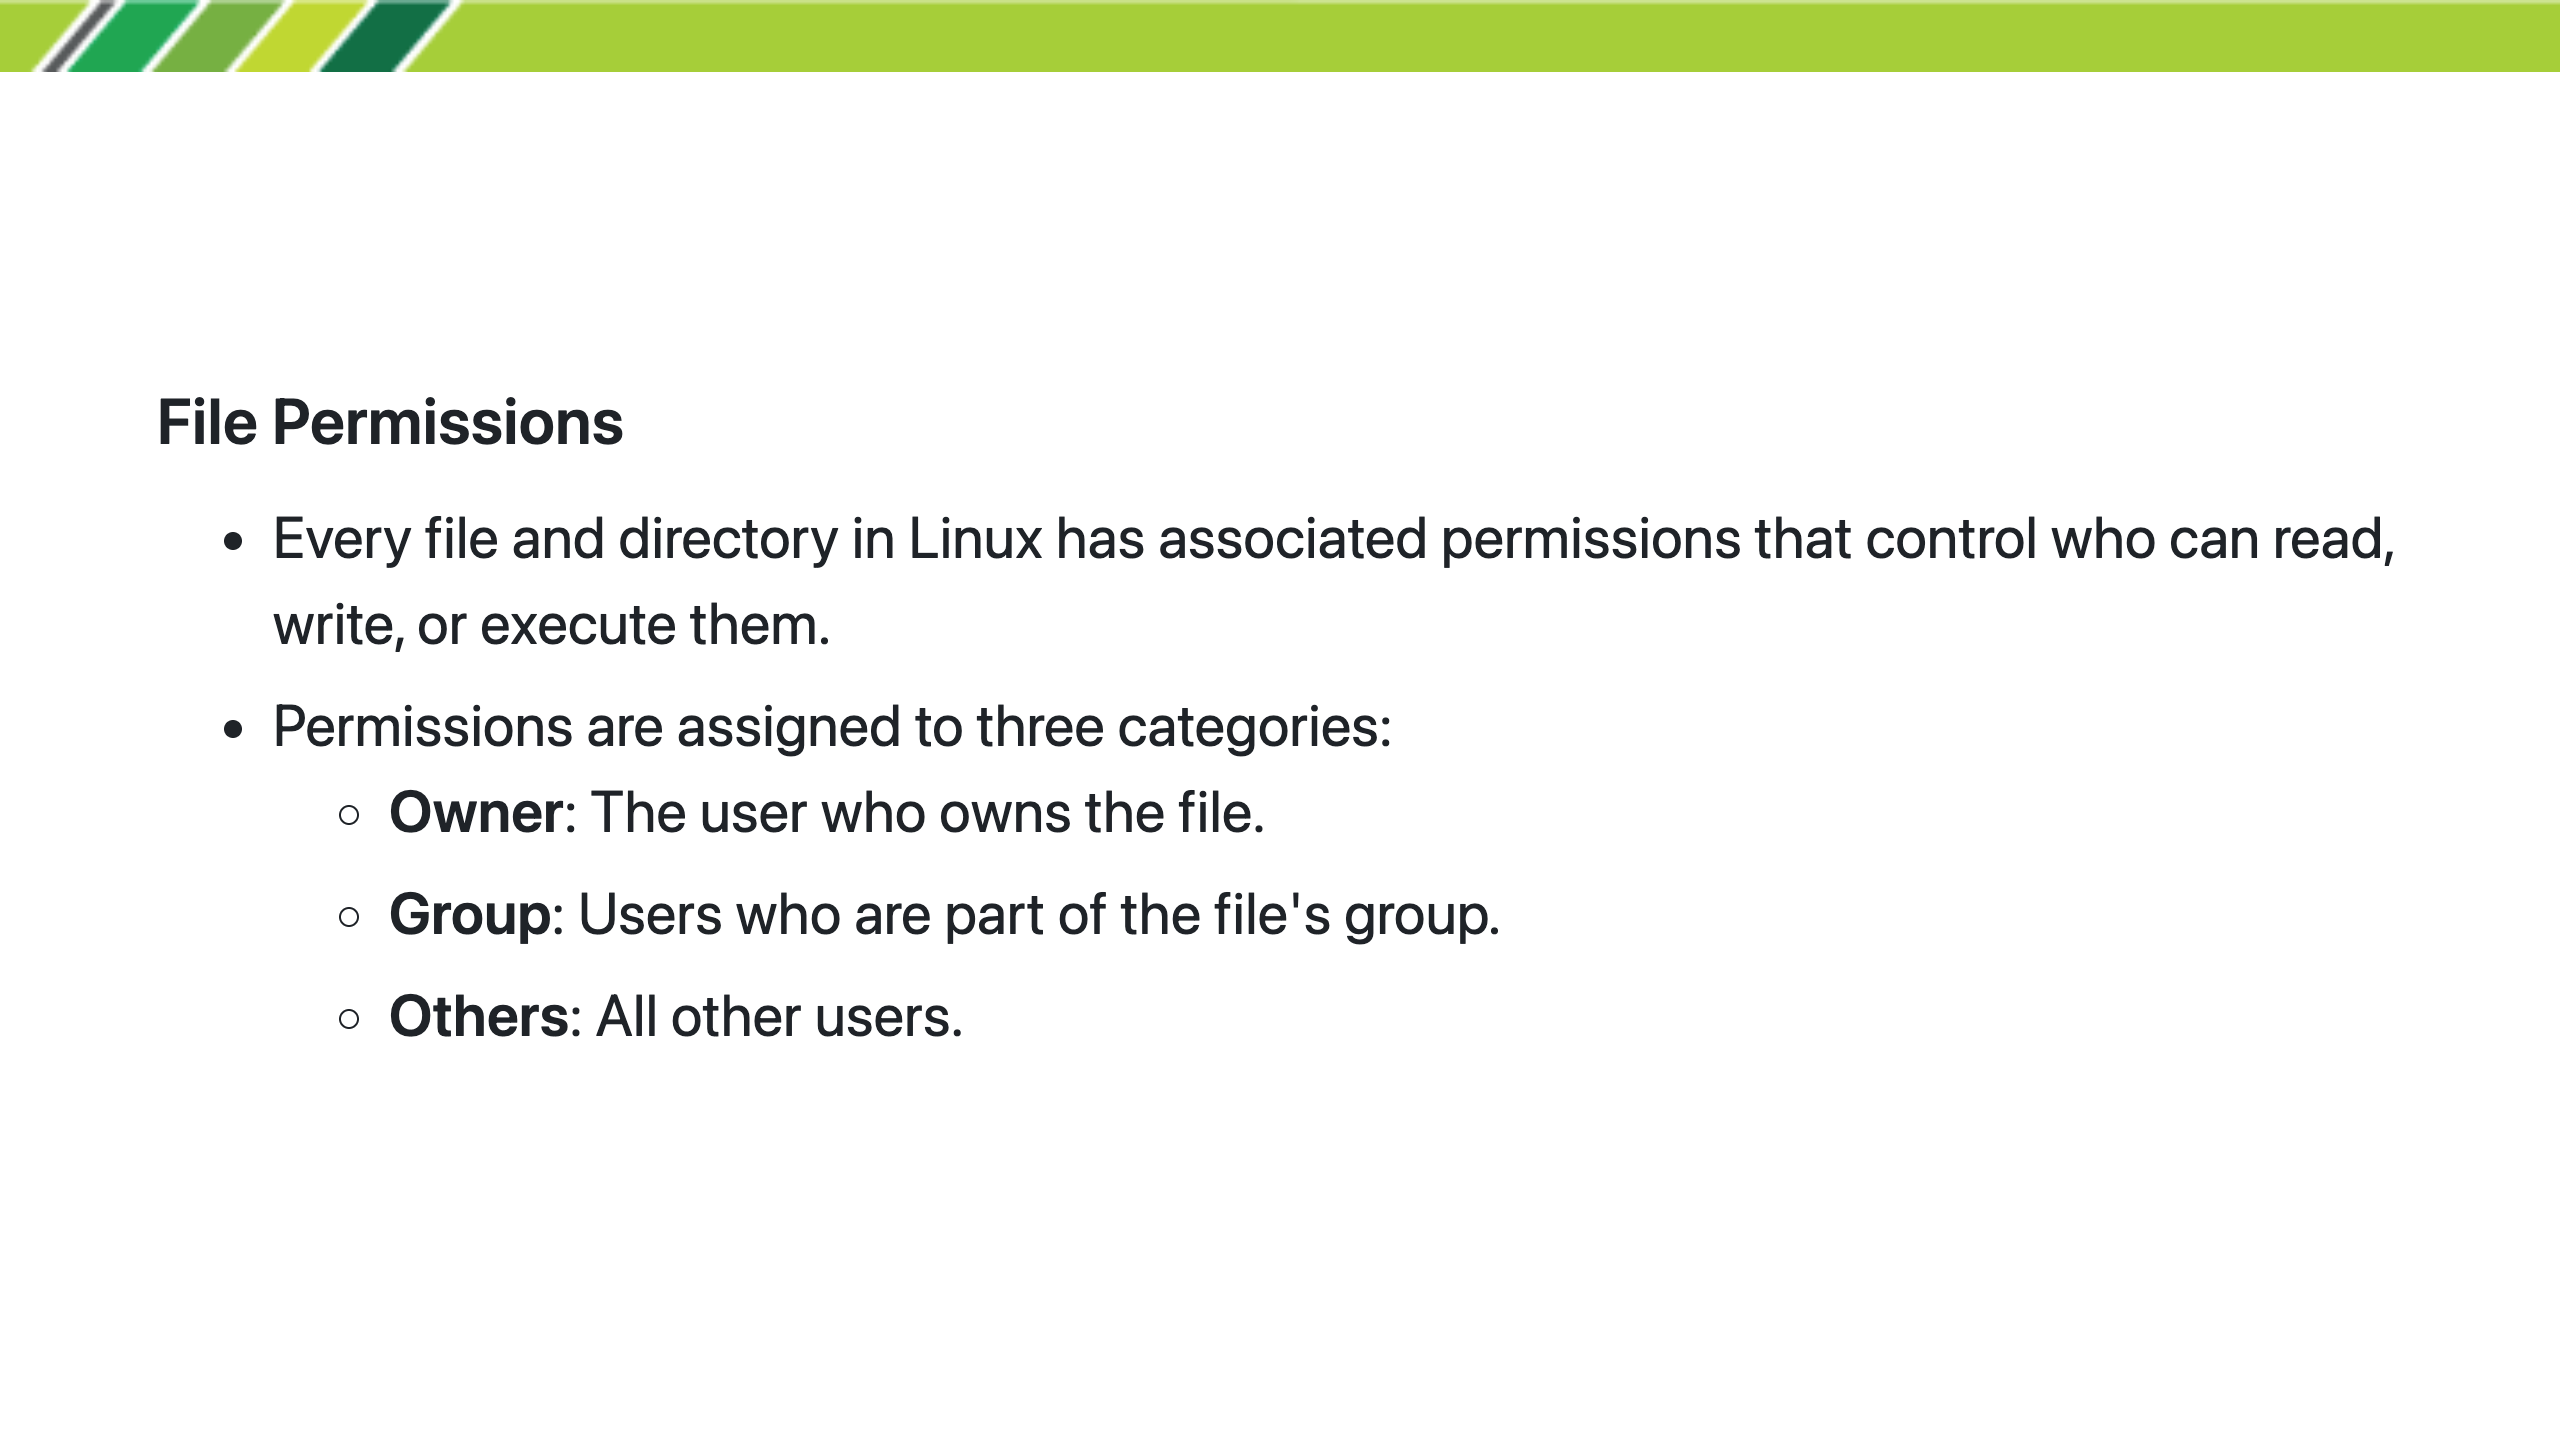 File Permissions
Every file and directory in Linux has associated permissions that control who can read,
write, or execute them.
Permissions are assigned to three categories:
Owner: The user who owns the file.
Group: Users who are part of the file's group.
Others: All other users.